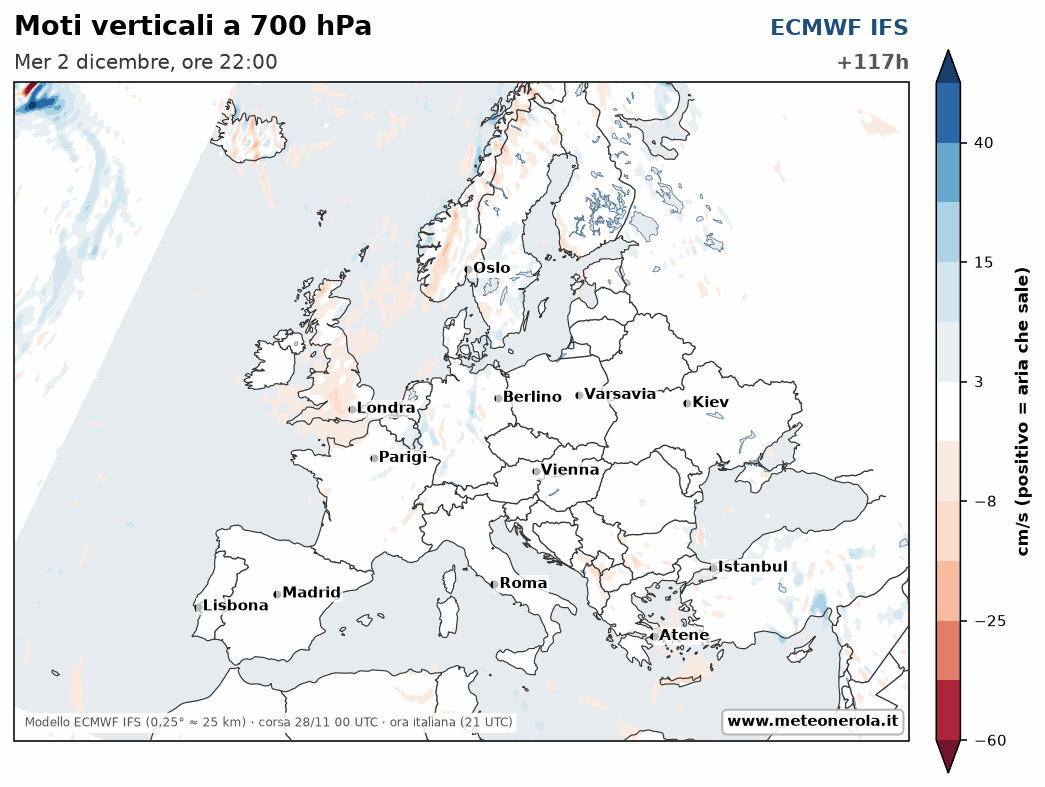 Moti verticali a 700 hPa
ECMWF IFS
Mer 2 dicembre, ore 22:00
+117h
Oslo
Londra
Berlino
Varsavia
Kiev
Parigi
Vienna
Istanbul
Roma
Madrid
Lisbona
Atene
Modello ECMWF IFS (0,25° ≈ 25 km) · corsa 28/11 00 UTC · ora italiana (21 UTC)
www.meteonerola.it
40
15
3
−8
−25
−60
cm/s (positivo = aria che sale)